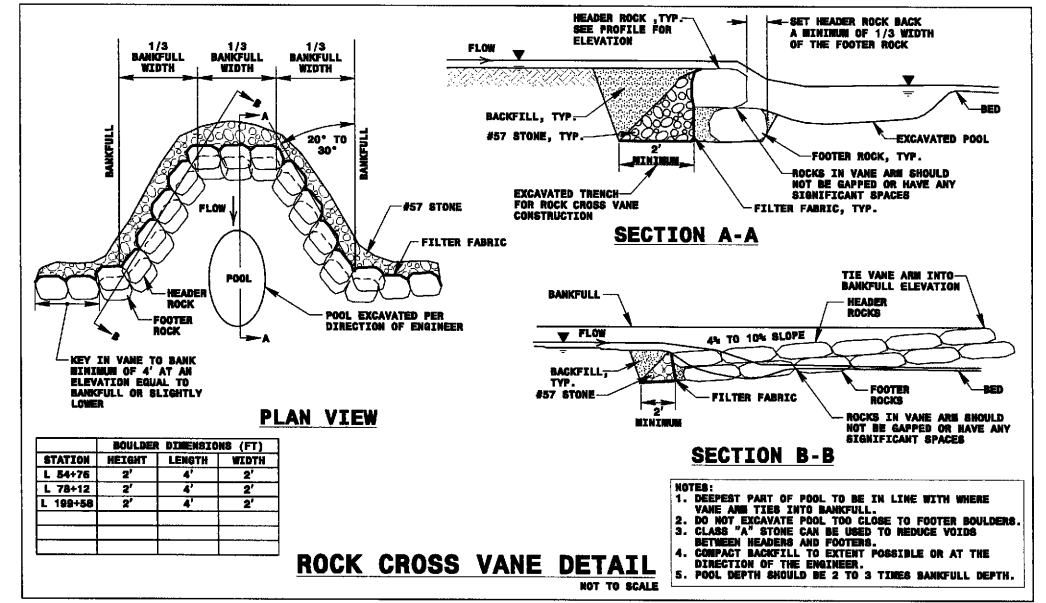 1/3 BANKFULL WIDTH
1/3 BANKFULL WIDTH
1/3 BANKFULL WIDTH
B
A
BANKFULL
20° TO 30°
BANKFULL
FLOW
#57 STONE
FILTER FABRIC
POOL
HEADER ROCK
FOOTER ROCK
B
A
POOL EXCAVATED PER
DIRECTION OF ENGINEER
KEY IN VANE TO BANK
MINIMUM OF 4' AT AN
ELEVATION EQUAL TO
BANKFULL OR SLIGHTLY
LOWER
PLAN VIEW
HEADER ROCK ,TYP.
SEE PROFILE FOR
ELEVATION
SET HEADER ROCK BACK
A MINIMUM OF 1/3 WIDTH
OF THE FOOTER ROCK
FLOW
BACKFILL, TYP.
#57 STONE, TYP.
2'
MINIMUM
BED
EXCAVATED POOL
FOOTER ROCK, TYP.
ROCKS IN VANE ARM SHOULD
NOT BE GAPPED OR HAVE ANY
SIGNIFICANT SPACES
EXCAVATED TRENCH
FOR ROCK CROSS VANE
CONSTRUCTION
FILTER FABRIC, TYP.
SECTION A-A
TIE VANE ARM INTO
BANKFULL ELEVATION
HEADER
ROCKS
BANKFULL
FLOW
4% TO 10% SLOPE
BACKFILL,
TYP.
#57 STONE
2'
MINIMUM
FILTER FABRIC
FOOTER
ROCKS
BED
ROCKS IN VANE ARM SHOULD
NOT BE GAPPED OR HAVE ANY
SIGNIFICANT SPACES
SECTION B-B
BOULDER DIMENSIONS (FT)
STATION HEIGHT LENGTH WIDTH
L 54+75 2' 4' 2'
L 78+12 2' 4' 2'
L 199+58 2' 4' 2'
NOTES:
1. DEEPEST PART OF POOL TO BE IN LINE WITH WHERE
VANE ARM TIES INTO BANKFULL.
2. DO NOT EXCAVATE POOL TOO CLOSE TO FOOTER BOULDERS.
3. CLASS "A" STONE CAN BE USED TO REDUCE VOIDS
BETWEEN HEADERS AND FOOTERS.
4. COMPACT BACKFILL TO EXTENT POSSIBLE OR AT THE
DIRECTION OF THE ENGINEER.
5. POOL DEPTH SHOULD BE 2 TO 3 TIMES BANKFULL DEPTH.
ROCK CROSS VANE DETAIL
NOT TO SCALE